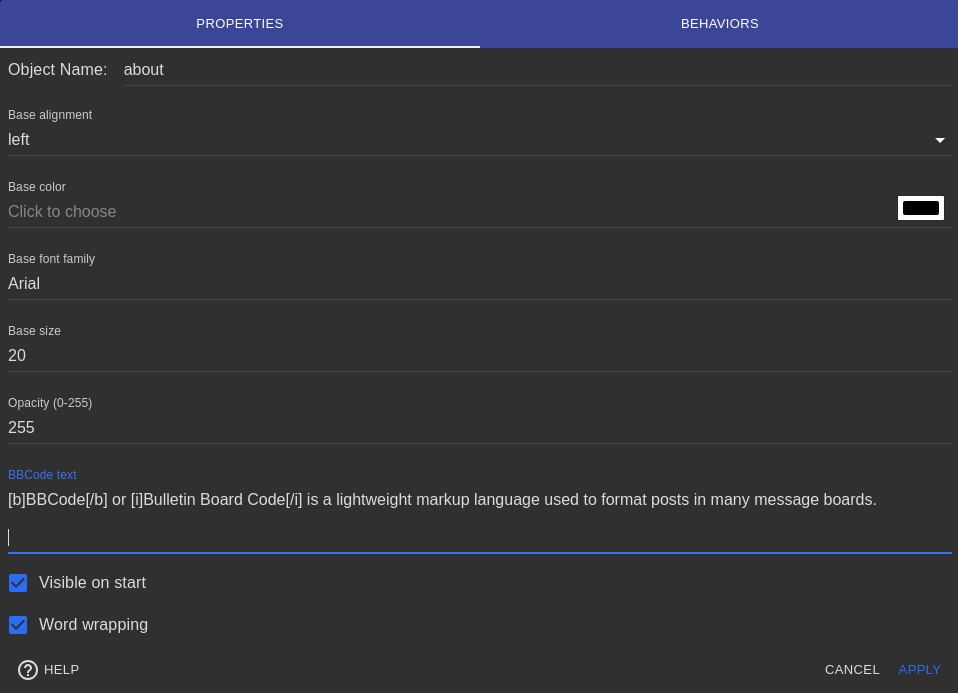 PROPERTIES BEHAVIORS
Object Name: about
Base alignment
left
Base color
Click to choose
Base font family
Arial
Base size
20
Opacity (0-255)
255
BBCode text
[b]BBCode[/b] or [i]Bulletin Board Code[/i] is a lightweight markup language used to format posts in many message boards.
Visible on start
Word wrapping
HELP CANCEL APPLY